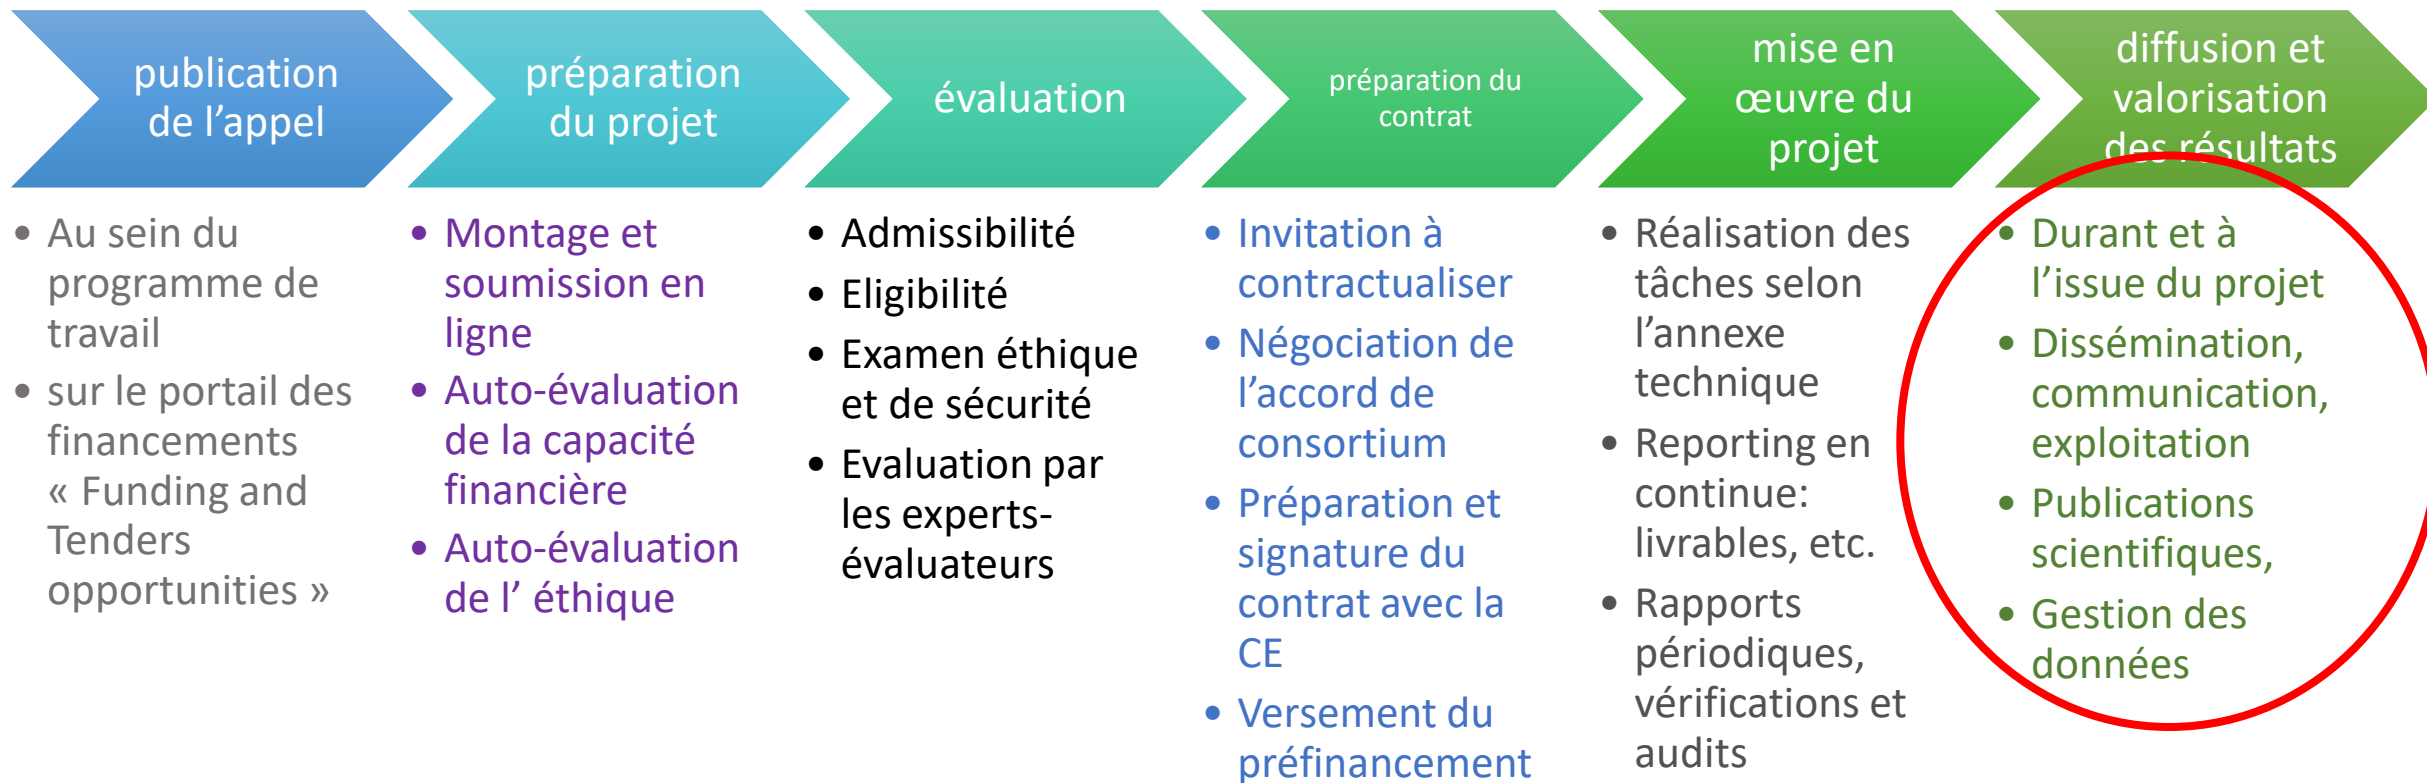 publication
de l’appel
préparation
du projet
évaluation
préparation du
contrat
mise en
œuvre du
projet
diffusion et
valorisation
des résultats
• Au sein du
programme de
travail
• sur le portail des
financements
« Funding and
Tenders
opportunities »
• Montage et
soumission en
ligne
• Auto-évaluation
de la capacité
financière
• Auto-évaluation
de l’ éthique
• Admissibilité
• Eligibilité
• Examen éthique
et de sécurité
• Evaluation par
les experts-
évaluateurs
• Invitation à
contractualiser
• Négociation de
l’accord de
consortium
• Préparation et
signature du
contrat avec la
CE
• Versement du
préfinancement
• Réalisation des
tâches selon
l’annexe
technique
• Reporting en
continue:
livrables, etc.
• Rapports
périodiques,
vérifications et
audits
• Durant et à
l’issue du projet
• Dissémination,
communication,
exploitation
• Publications
scientifiques,
• Gestion des
données